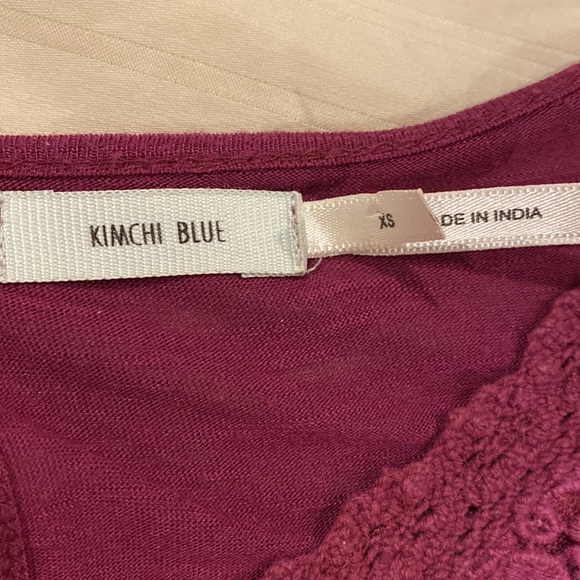 KIMCHI BLUE
XS
DE IN INDIA